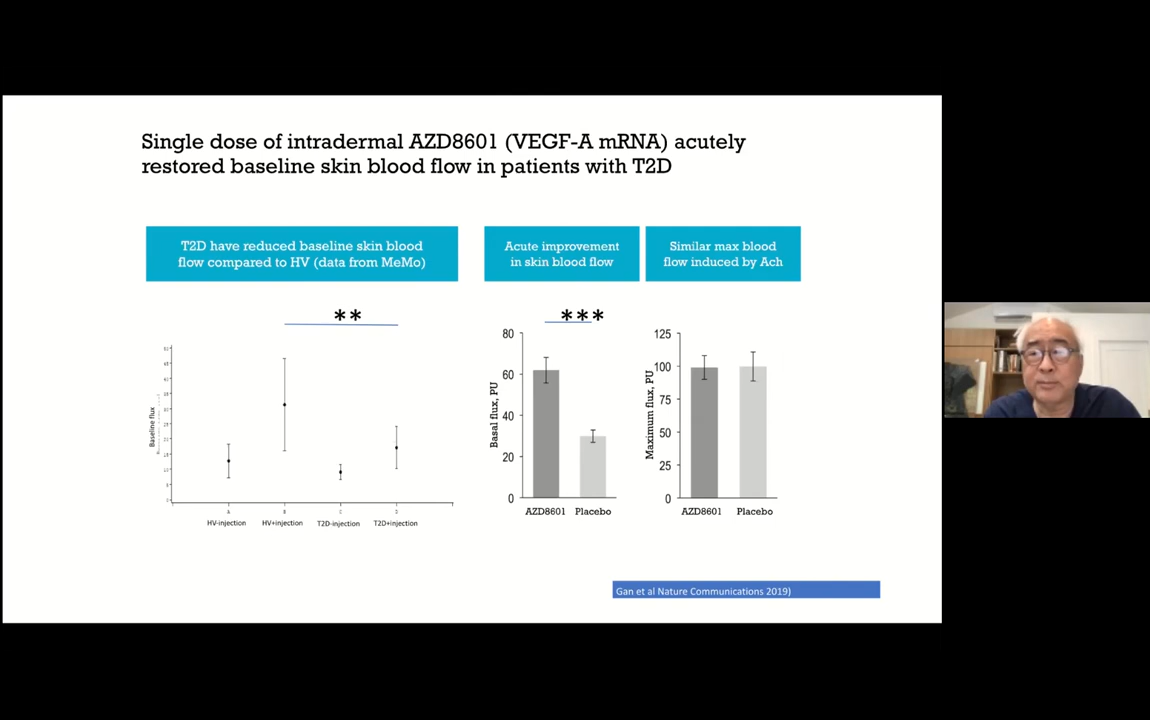 Single dose of intradermal AZD8601 (VEGF-A mRNA) acutely
restored baseline skin blood flow in patients with T2D
T2D have reduced baseline skin blood
flow compared to HV (data from MeMo)
Acute improvement
in skin blood flow
Similar max blood
flow induced by Ach
**
Baseline flux
HV-injection
HV+injection
T2D-injection
T2D+injection
***
Basal flux, PU
80
60
40
20
0
AZD8601
Placebo
Maximum flux, PU
125
100
75
50
25
0
AZD8601
Placebo
Gan et al Nature Communications 2019)